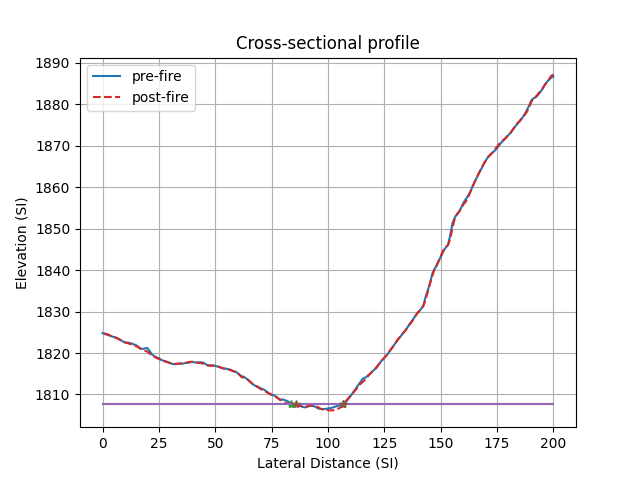 Cross-sectional profile
pre-fire
post-fire
Elevation (SI)
1890
1880
1870
1860
1850
1840
1830
1820
1810
0 25 50 75 100 125 150 175 200
Lateral Distance (SI)